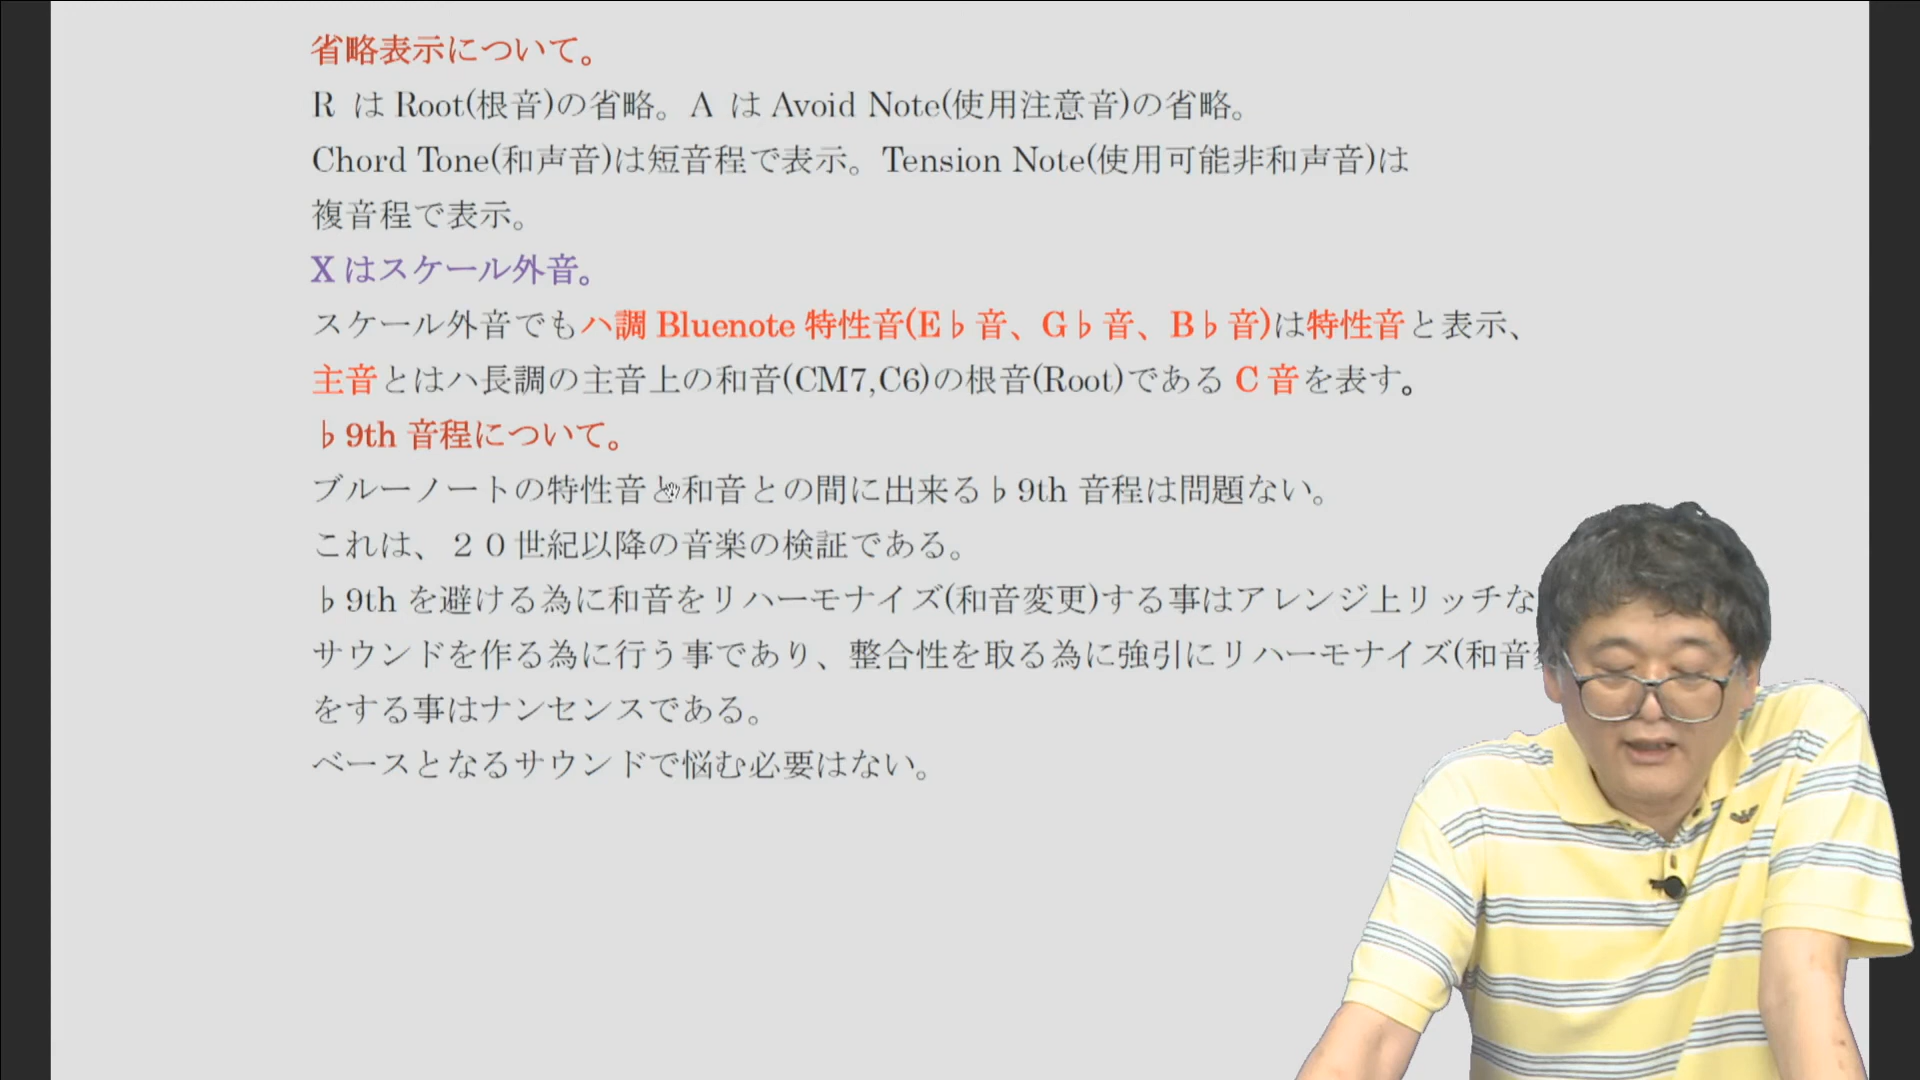 省略表示について。
R は Root(根音)の省略。A は Avoid Note(使用注意音)の省略。
Chord Tone(和声音)は短音程で表示。Tension Note(使用可能非和声音)は
複音程で表示。
X はスケール外音。
スケール外音でもハ調 Bluenote 特性音(E♭音、G♭音、B♭音)は特性音と表示、
主音とはハ長調の主音上の和音(CM7,C6)の根音(Root)である C 音を表す。
♭9th 音程について。
ブルーノートの特性音と和音との間に出来る♭9th 音程は問題ない。
これは、２０世紀以降の音楽の検証である。
♭9th を避ける為に和音をリハーモナイズ(和音変更)する事はアレンジ上リッチな
サウンドを作る為に行う事であり、整合性を取る為に強引にリハーモナイズ(和音
をする事はナンセンスである。
ベースとなるサウンドで悩む必要はない。